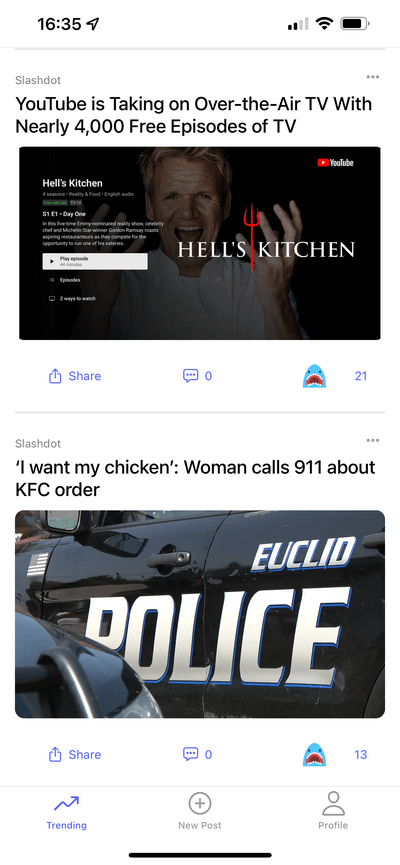 16:35
Slashdot
YouTube is Taking on Over-the-Air TV With
Nearly 4,000 Free Episodes of TV
YouTube
Hell's Kitchen
4 seasons • Reality & Food • English audio
Free with ads TV-14
S1 E1 • Day One
In this five-time Emmy-nominated reality show, celebrity
chef and Michelin Star-winner Gordon Ramsay roasts
aspiring restaurateurs as they compete for the
opportunity to run one of his eateries.
Play episode
44 minutes
Episodes
2 ways to watch
HELL'S KITCHEN
Share 0 21
Slashdot
‘I want my chicken’: Woman calls 911 about
KFC order
EUCLID
POLICE
Share 0 13
Trending New Post Profile